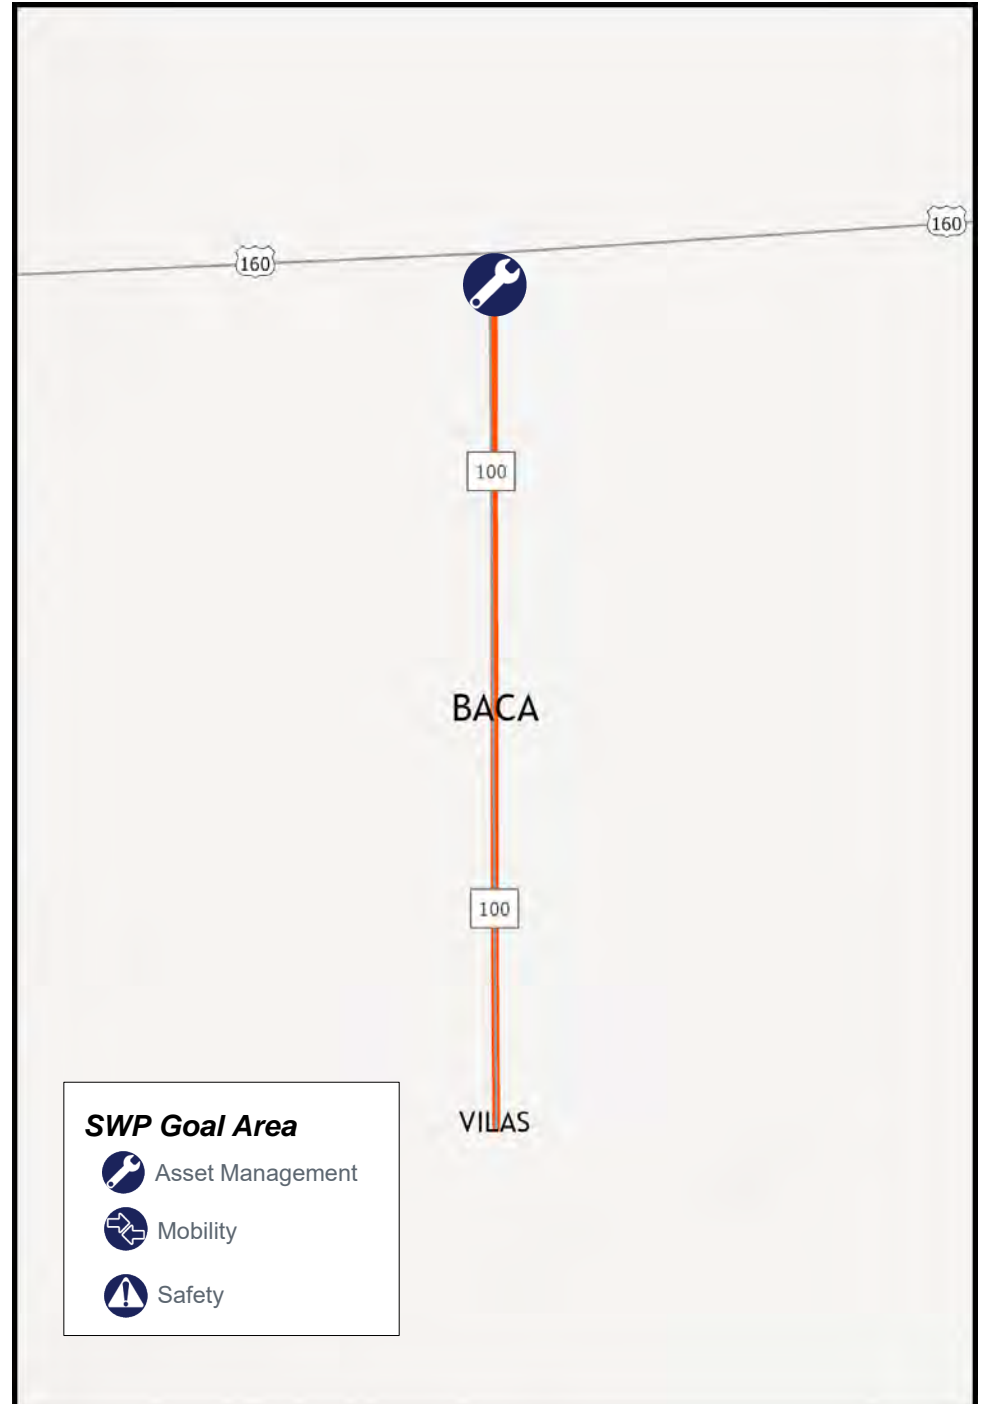 160
160
100
BACA
100
VILAS
SWP Goal Area
Asset Management
Mobility
Safety